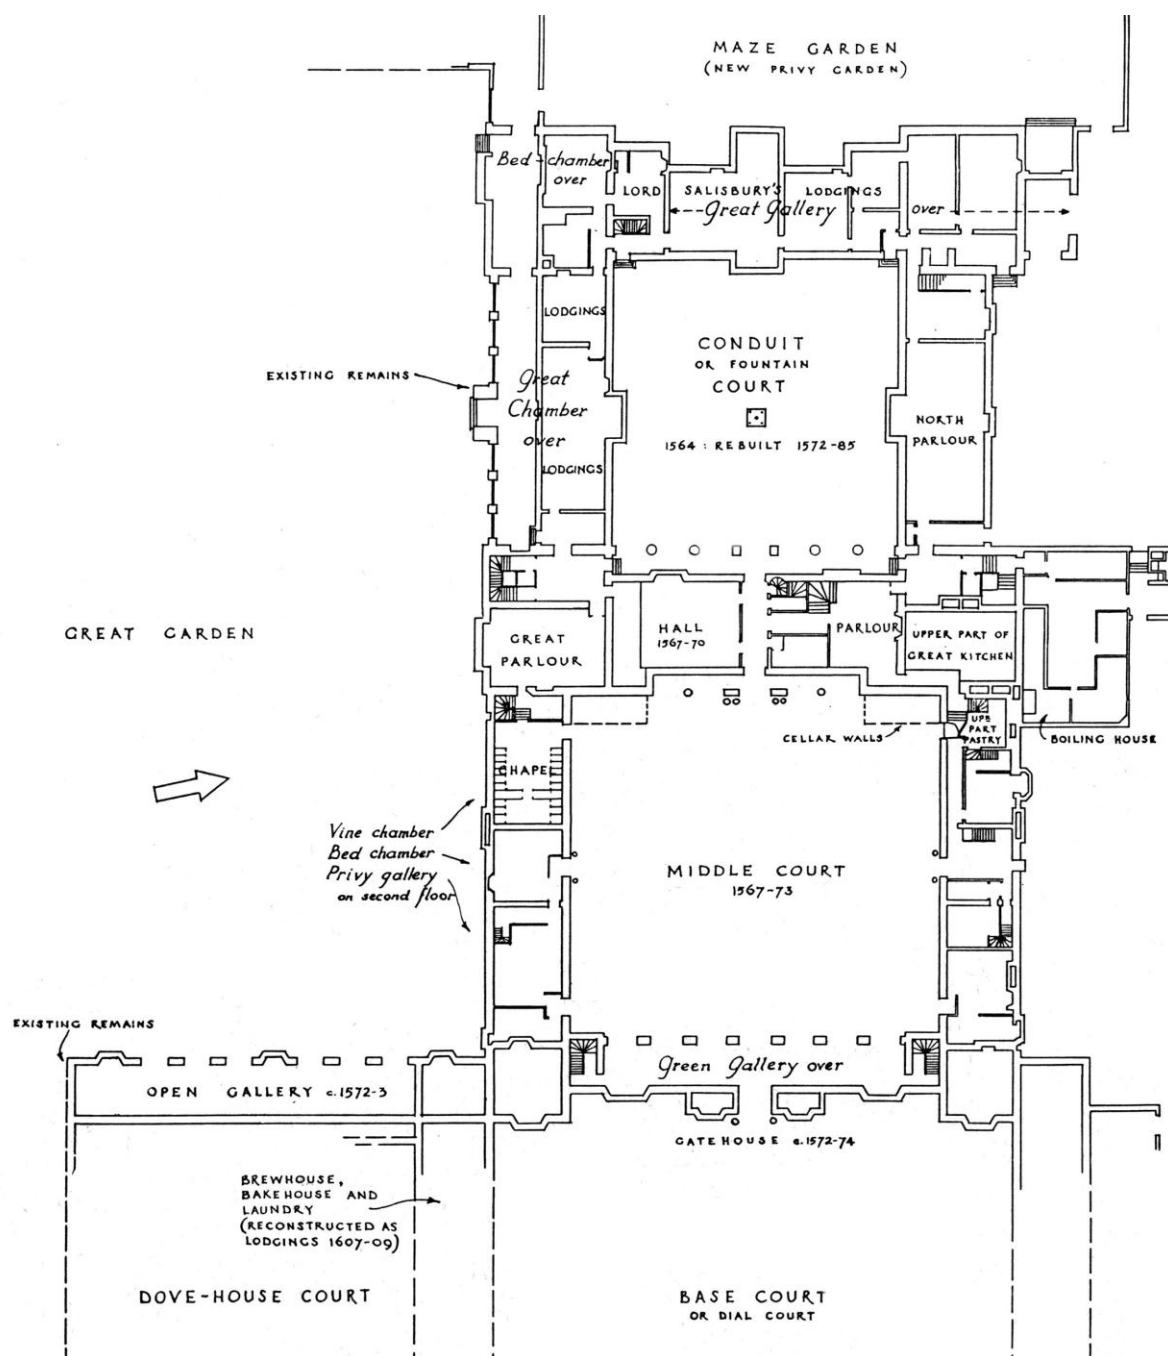 MAZE GARDEN
(NEW PRIVY GARDEN)
Bed-chamber
over
LORD SALISBURY'S LODGINGS
Great Gallery over
LODGINGS
CONDUIT
OR FOUNTAIN
COURT
1564: REBUILT 1572-85
EXISTING REMAINS
Great
Chamber
over
LODGINGS
NORTH
PARLOUR
GREAT GARDEN
GREAT
PARLOUR
HALL
1567-70
PARLOUR
UPPER PART OF
GREAT KITCHEN
CELLAR WALLS
UPE
PART
PASTRY
BOILING HOUSE
CHAPEL
Vine chamber
Bed chamber
Privy gallery
on second floor
MIDDLE COURT
1567-73
EXISTING REMAINS
OPEN GALLERY c.1572-3
Green Gallery over
GATEHOUSE c.1572-74
BREWHOUSE,
BAKEHOUSE AND
LAUNDRY
(RECONSTRUCTED AS
LODGINGS 1607-09)
DOVE-HOUSE COURT
BASE COURT
OR DIAL COURT